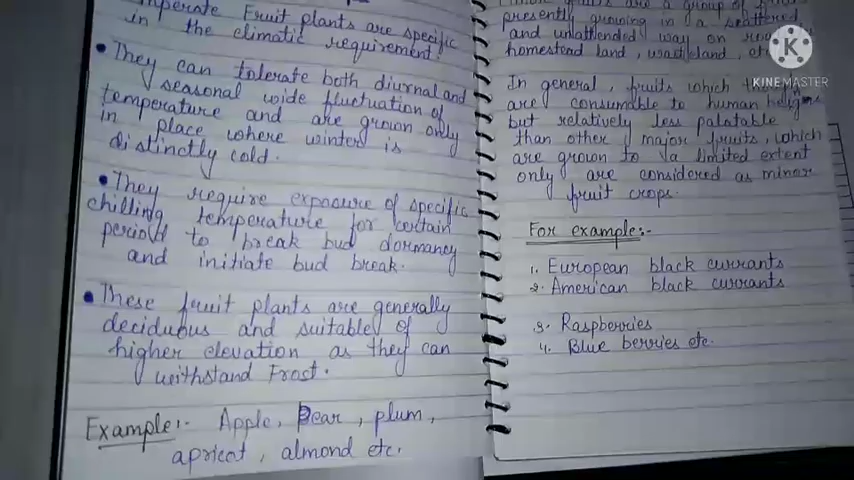 Fruit plants are specific
in the climatic requirement.
• They can tolerate both diurnal and
seasonal wide fluctuation of
temperature and are grown only
in place where winter is
distinctly cold.
• They require exposure of specific
chilling temperature for certain
period to break bud dormancy
and initiate bud break.
• These fruit plants are generally
deciduous and suitable of
higher elevation as they can
withstand Frost.
Example:- Apple, Pear, plum,
apricot, almond etc.
are a group of
presently growing in a scattered
and unattended way on
homestead land, wasteland, etc
In general, fruits which
are consumable to human beings
but relatively less palatable
than other major fruits, which
are grown to a limited extent
only are considered as minor
fruit crops.
For example:-
1. European black currants
2. American black currants
3. Raspberries
4. Blue berries etc.
K
KINEMASTER